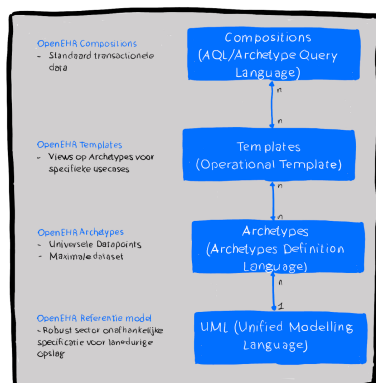 OpenEHR Compositions
- Standaard transactionele
data
Compositions
(AQL/Archetype Query
Language)
n
n
OpenEHR Templates
- Views op Archetypes voor
specifieke usecases
Templates
(Operational Template)
n
n
OpenEHR Archetypes
- Universele Datapoints
- Maximale dataset
Archetypes
(Archetypes Definition
Language)
n
1
OpenEHR Referentie model
- Robust sector onafhankelijke
specificatie voor langdurige
opslag
UML (Unified Modelling
Language)